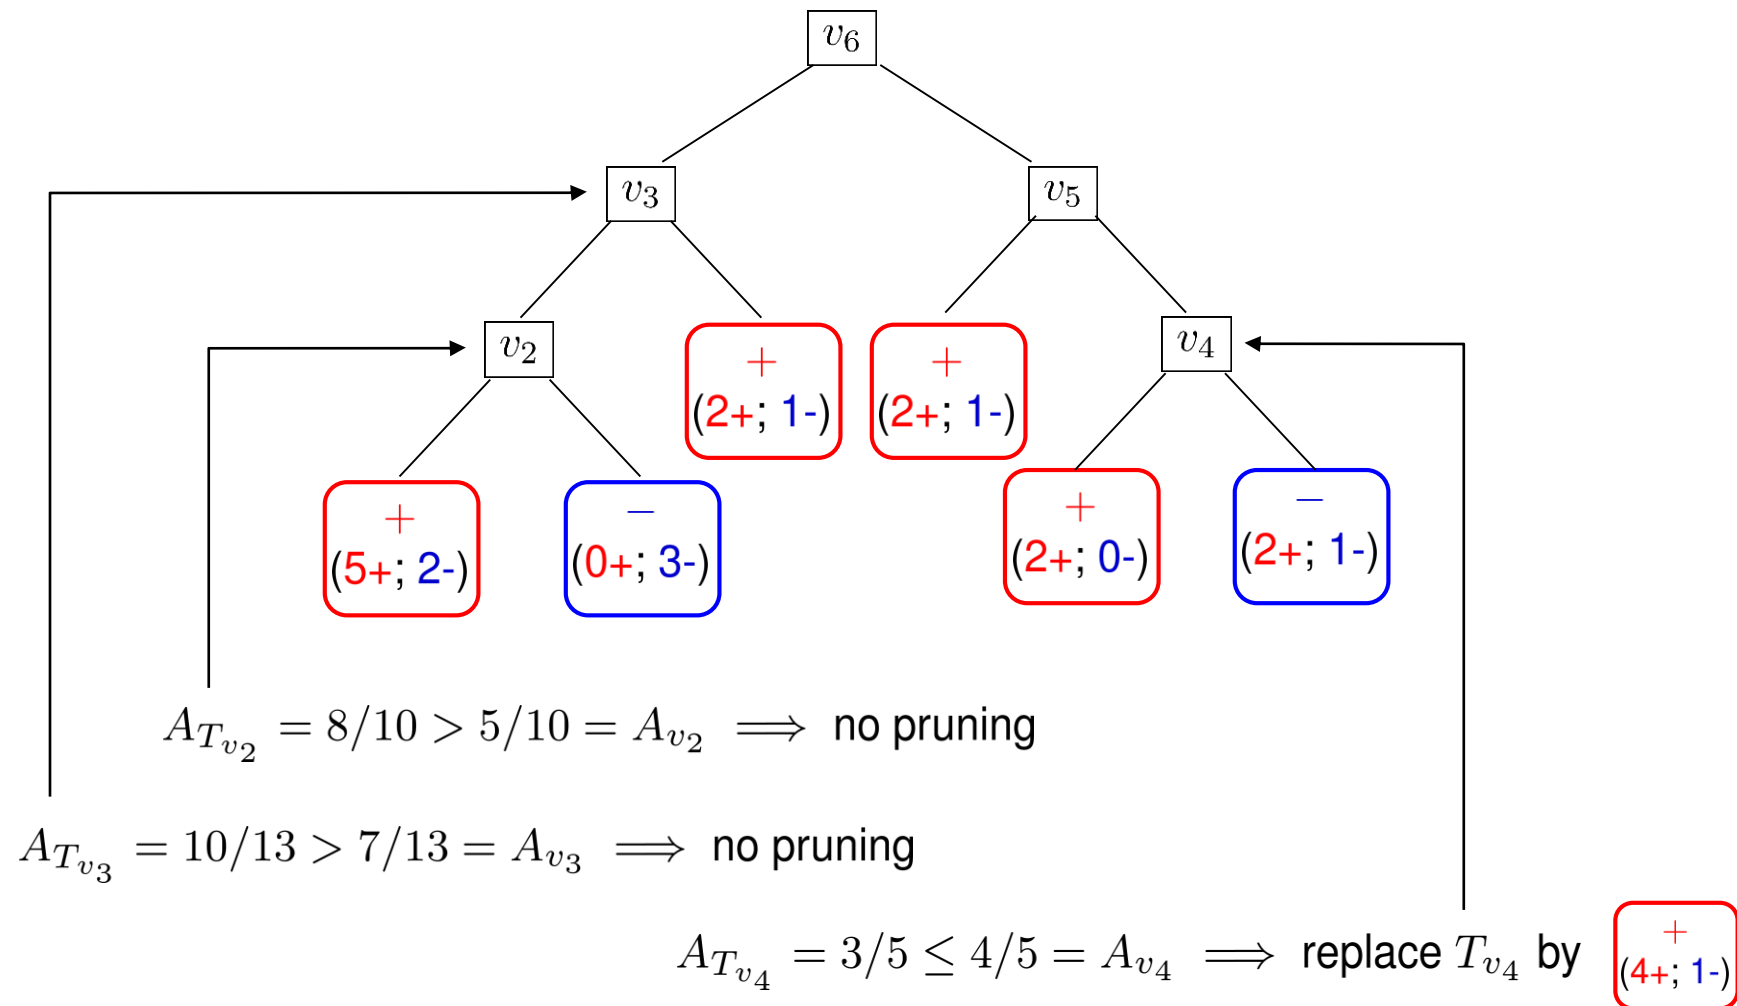 v₆
v₃
v₅
v₂
+
(2+; 1-)
+
(2+; 1-)
v₄
+
(5+; 2-)
−
(0+; 3-)
+
(2+; 0-)
−
(2+; 1-)
A_{T_{v₂}} = 8/10 > 5/10 = A_{v₂} ⟹ no pruning
A_{T_{v₃}} = 10/13 > 7/13 = A_{v₃} ⟹ no pruning
A_{T_{v₄}} = 3/5 ≤ 4/5 = A_{v₄} ⟹ replace T_{v₄} by
+
(4+; 1-)